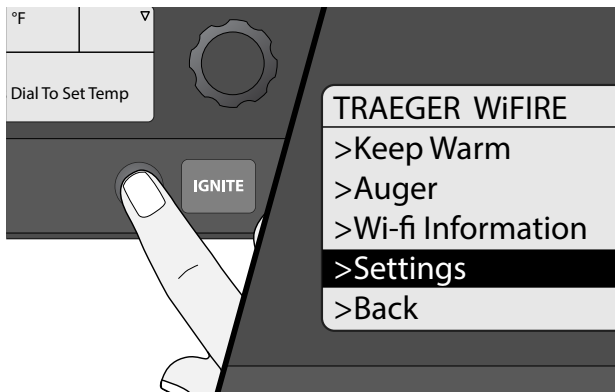 °F
Dial To Set Temp
IGNITE
TRAEGER WiFIRE
>Keep Warm
>Auger
>Wi-fi Information
>Settings
>Back